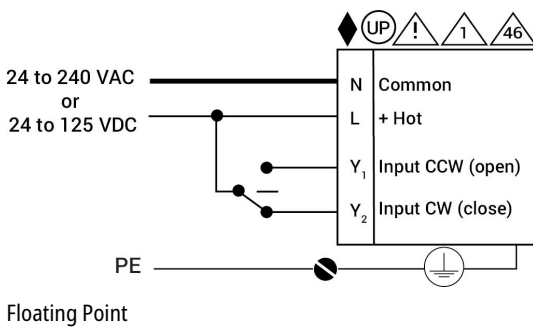 UP ! 1 46
24 to 240 VAC
or
24 to 125 VDC
N Common
L + Hot
Y1 Input CCW (open)
Y2 Input CW (close)
PE
Floating Point